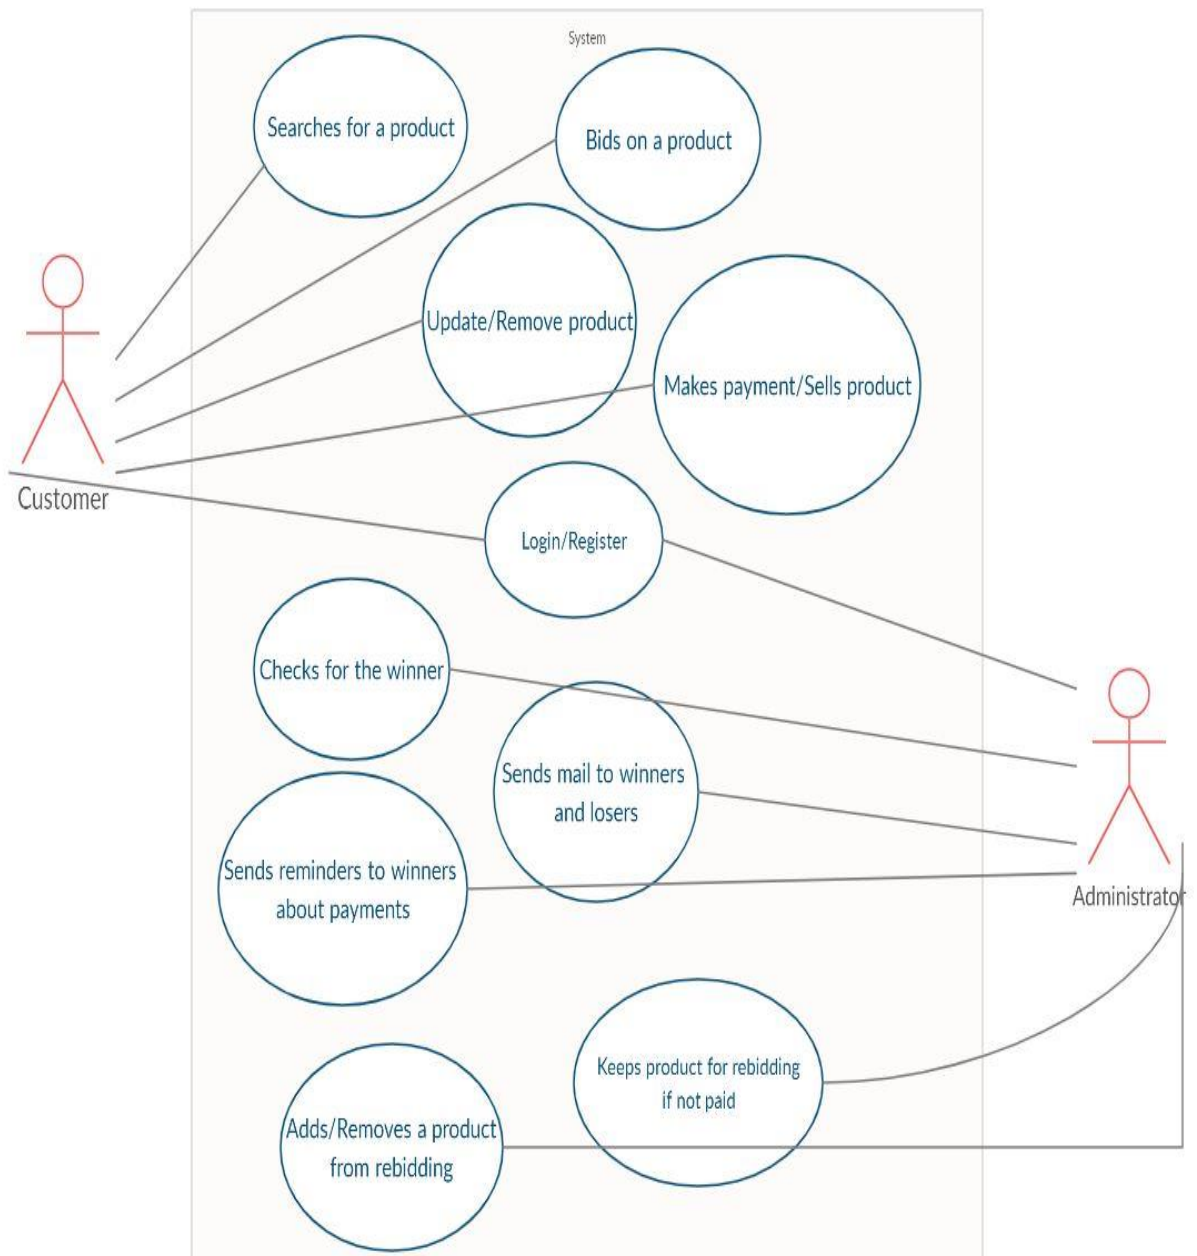 System
Searches for a product
Bids on a product
Update/Remove product
Makes payment/Sells product
Customer
Login/Register
Checks for the winner
Sends mail to winners
and losers
Sends reminders to winners
about payments
Administrator
Keeps product for rebidding
if not paid
Adds/Removes a product
from rebidding